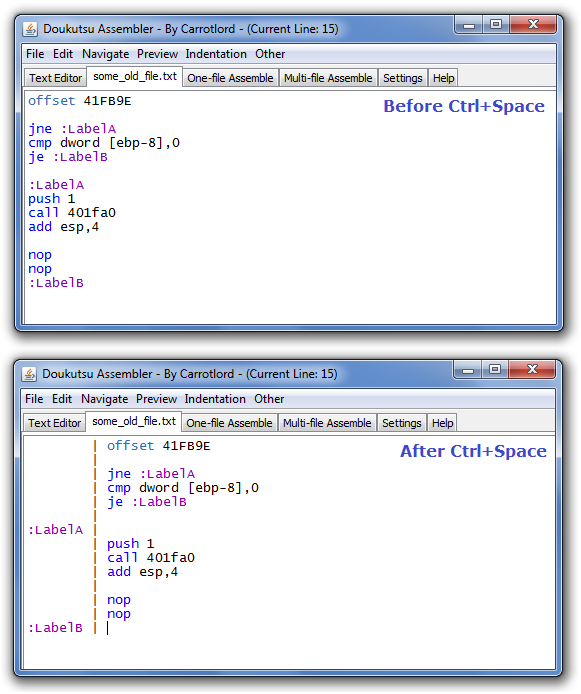 Doukutsu Assembler - By Carrotlord - (Current Line: 15)
File Edit Navigate Preview Indentation Other
Text Editor some_old_file.txt One-file Assemble Multi-file Assemble Settings Help
offset 41FB9E
Before Ctrl+Space
jne :LabelA
cmp dword [ebp-8],0
je :LabelB
:LabelA
push 1
call 401fa0
add esp,4
nop
nop
:LabelB
Doukutsu Assembler - By Carrotlord - (Current Line: 15)
File Edit Navigate Preview Indentation Other
Text Editor some_old_file.txt One-file Assemble Multi-file Assemble Settings Help
| offset 41FB9E
After Ctrl+Space
|
| jne :LabelA
| cmp dword [ebp-8],0
| je :LabelB
|
:LabelA |
| push 1
| call 401fa0
| add esp,4
|
| nop
| nop
:LabelB |